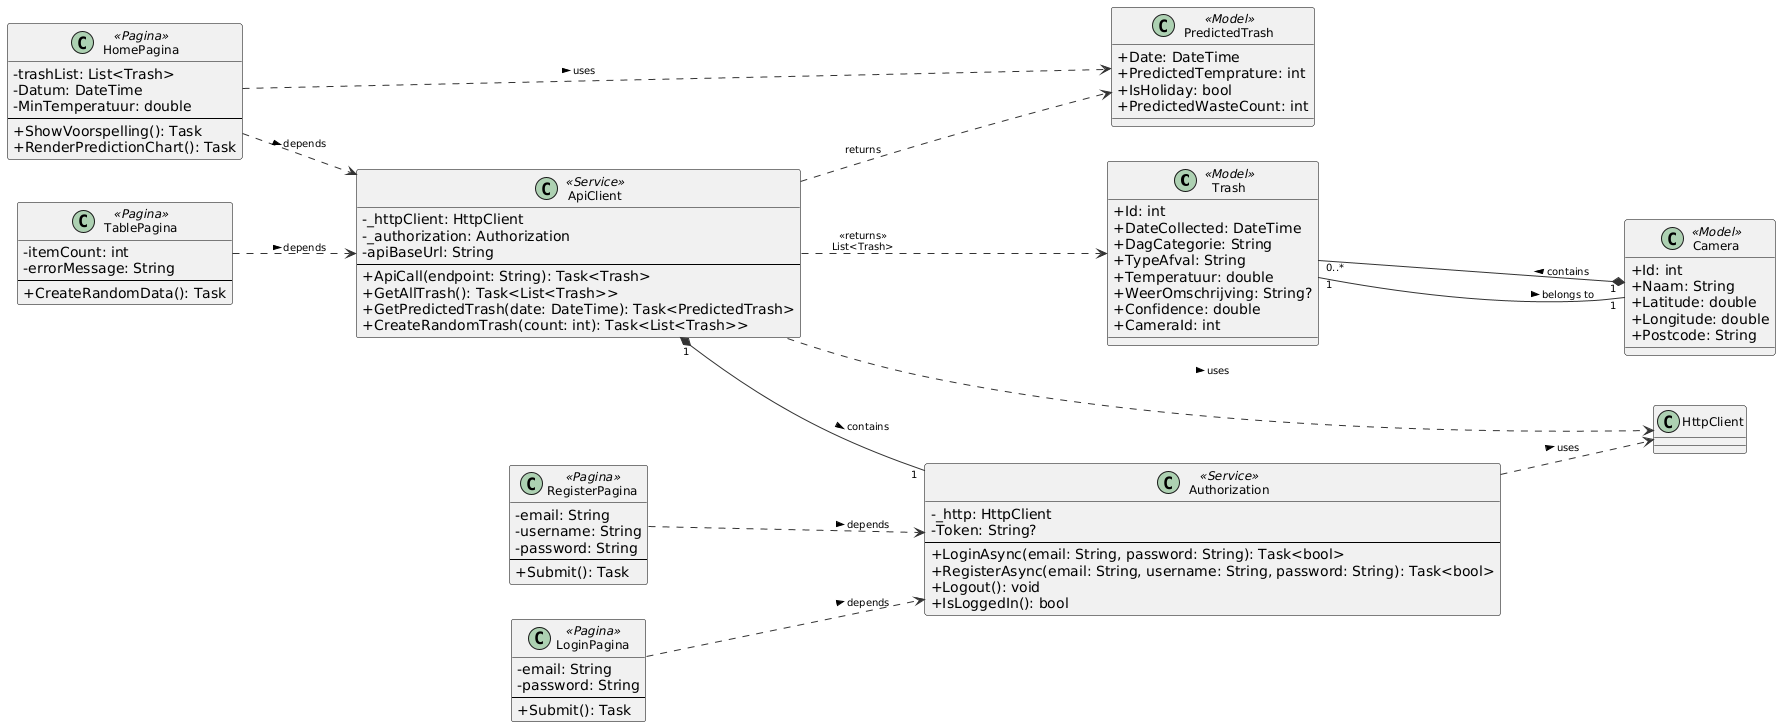 «Pagina»
C HomePagina
-trashList: List<Trash>
-Datum: DateTime
-MinTemperatuur: double
+ShowVoorspelling(): Task
+RenderPredictionChart(): Task
uses
depends
«Pagina»
C TablePagina
-itemCount: int
-errorMessage: String
+CreateRandomData(): Task
depends
«Service»
C ApiClient
-_httpClient: HttpClient
-_authorization: Authorization
-apiBaseUrl: String
+ApiCall(endpoint: String): Task<Trash>
+GetAllTrash(): Task<List<Trash>>
+GetPredictedTrash(date: DateTime): Task<PredictedTrash>
+CreateRandomTrash(count: int): Task<List<Trash>>
returns
«returns»
List<Trash>
uses
1
contains
1
«Model»
C PredictedTrash
+Date: DateTime
+PredictedTemprature: int
+IsHoliday: bool
+PredictedWasteCount: int
«Model»
C Trash
+Id: int
+DateCollected: DateTime
+DagCategorie: String
+TypeAfval: String
+Temperatuur: double
+WeerOmschrijving: String?
+Confidence: double
+CameraId: int
0..*
contains
1
1
belongs to
1
«Model»
C Camera
+Id: int
+Naam: String
+Latitude: double
+Longitude: double
+Postcode: String
C HttpClient
uses
«Pagina»
C RegisterPagina
-email: String
-username: String
-password: String
+Submit(): Task
depends
«Service»
C Authorization
-_http: HttpClient
-Token: String?
+LoginAsync(email: String, password: String): Task<bool>
+RegisterAsync(email: String, username: String, password: String): Task<bool>
+Logout(): void
+IsLoggedIn(): bool
«Pagina»
C LoginPagina
-email: String
-password: String
+Submit(): Task
depends